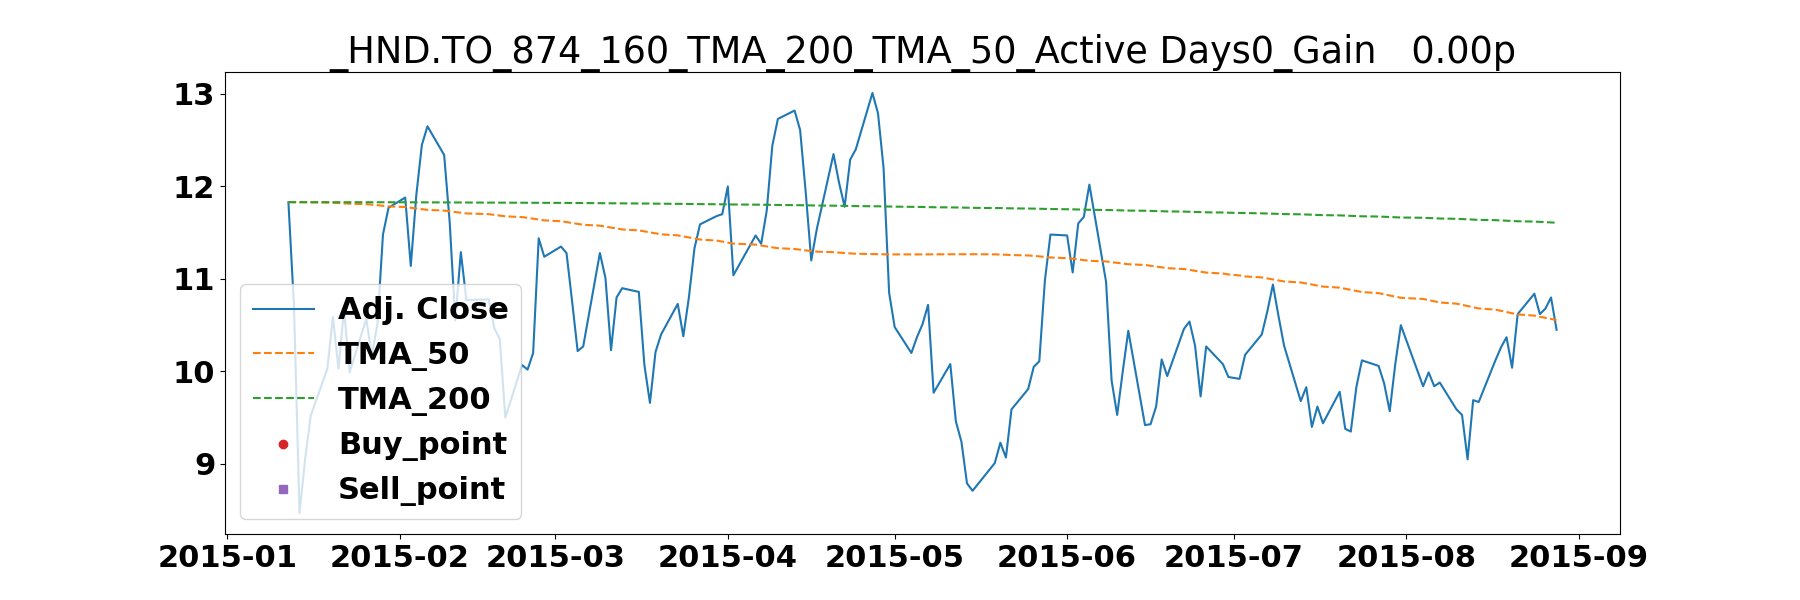 _HND.TO_874_160_TMA_200_TMA_50_Active Days0_Gain   0.00p
13
12
11
10
9
Adj. Close
TMA_50
TMA_200
Buy_point
Sell_point
2015-01 2015-02 2015-03 2015-04 2015-05 2015-06 2015-07 2015-08 2015-09